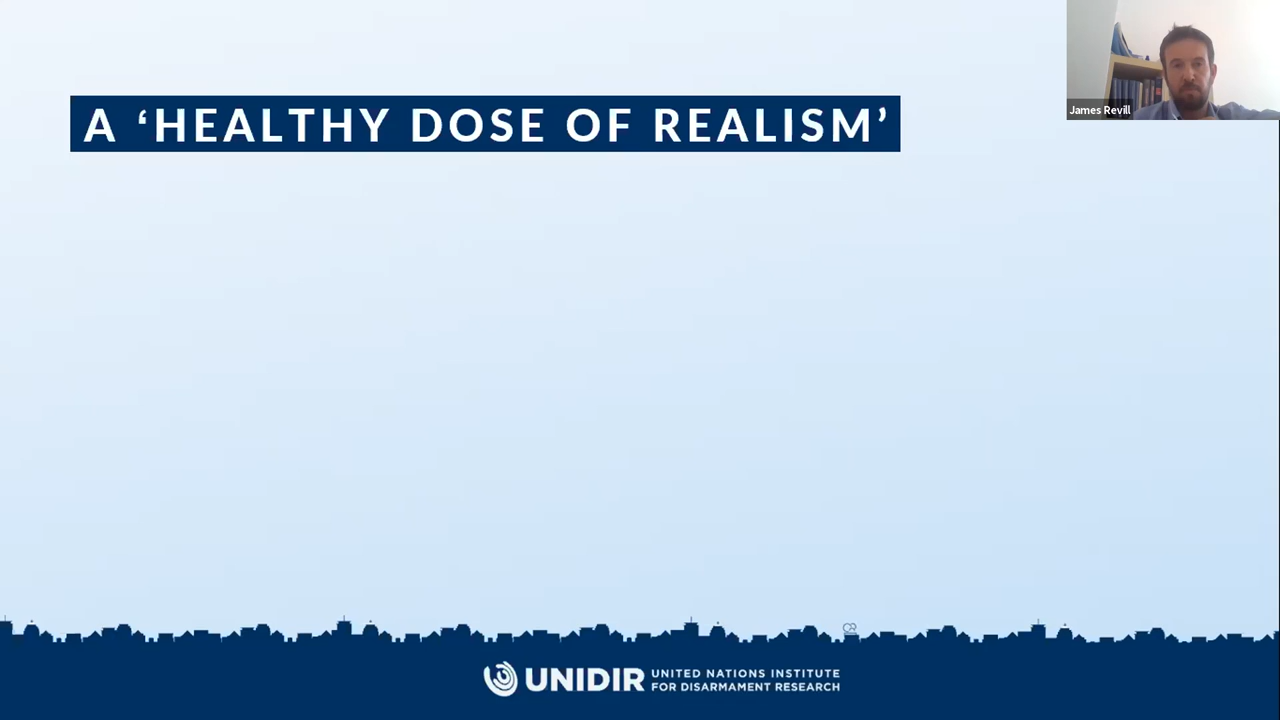 A ‘HEALTHY DOSE OF REALISM’
James Revill
UNIDIR
UNITED NATIONS INSTITUTE
FOR DISARMAMENT RESEARCH